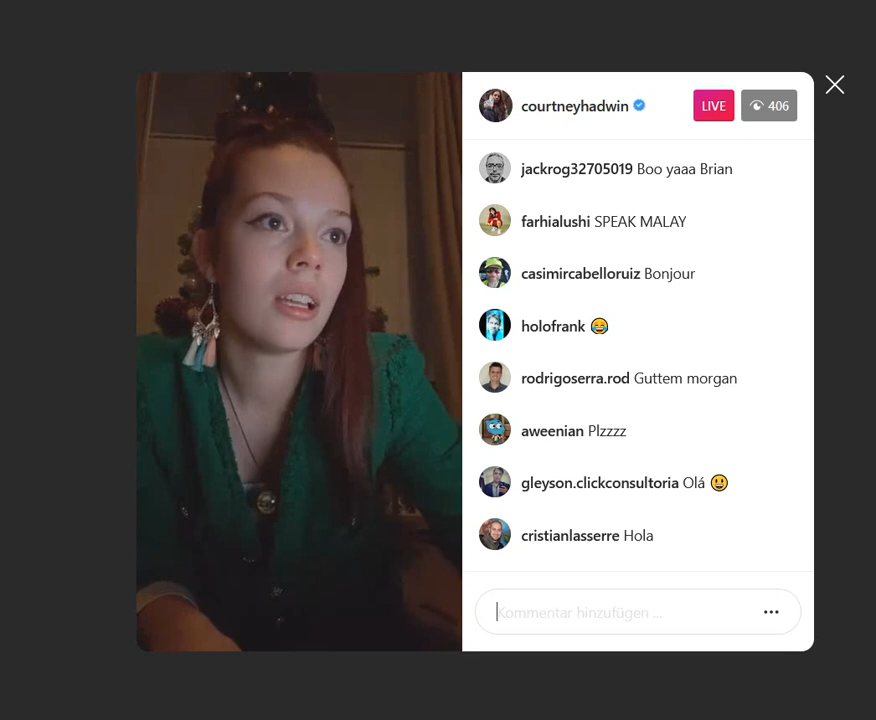 courtneyhadwin LIVE 406
jackrog32705019 Boo yaaa Brian
farhialushi SPEAK MALAY
casimircabelloruiz Bonjour
holofrank 😂
rodrigoserra.rod Guttem morgan
aweenian Plzzzz
gleyson.clickconsultoria Olá 😃
cristianlasserre Hola
Kommentar hinzufügen ...